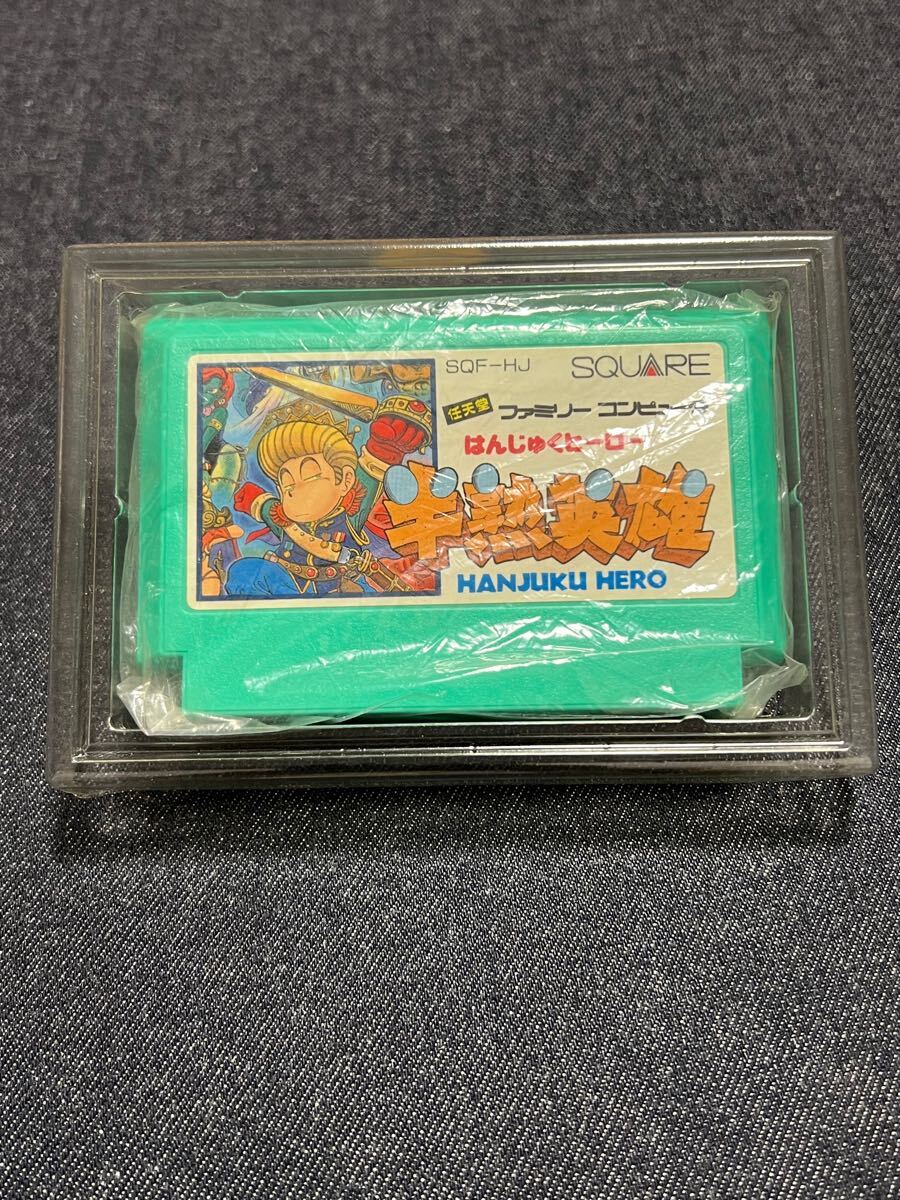 SQF-HJ SQUARE
任天堂 ファミリー コンピュータ
はんじゅくヒーロー
半熟英雄
HANJUKU HERO